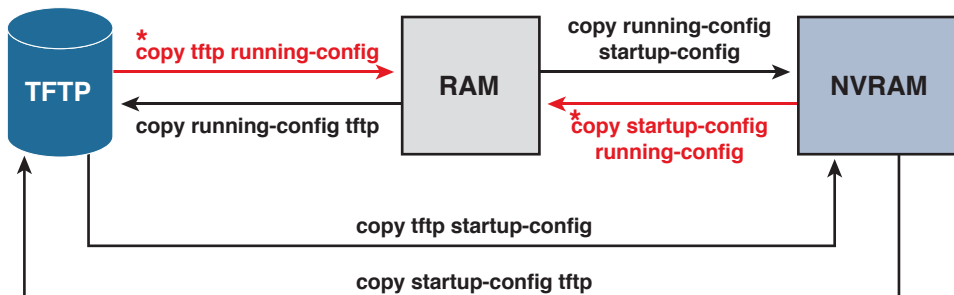 *
copy tftp running-config
copy running-config
startup-config
TFTP
RAM
NVRAM
copy running-config tftp
*
copy startup-config
running-config
copy tftp startup-config
copy startup-config tftp